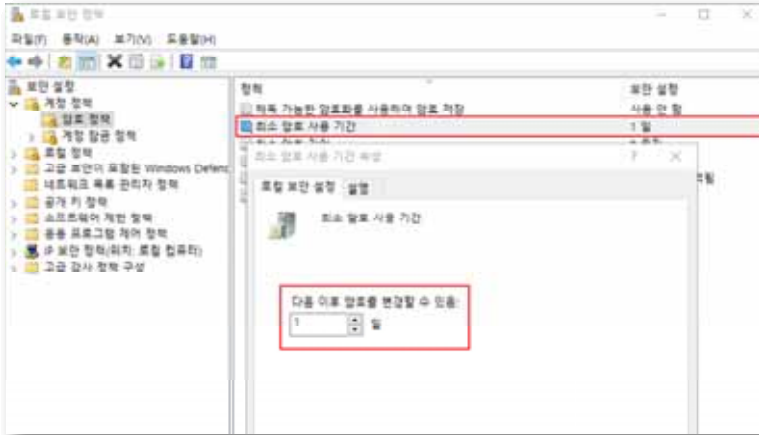 로컬 보안 정책
파일(F) 동작(A) 보기(V) 도움말(H)
보안 설정
계정 정책
암호 정책
계정 잠금 정책
로컬 정책
고급 보안이 포함된 Windows Defenc
네트워크 목록 관리자 정책
공개 키 정책
소프트웨어 제한 정책
응용 프로그램 제어 정책
IP 보안 정책(위치: 로컬 컴퓨터)
고급 감사 정책 구성
정책 보안 설정
해독 가능한 암호화를 사용하여 암호 저장 사용 안 함
최소 암호 사용 기간 1 일
최소 암호 사용 기간 속성 ? ×
로컬 보안 설정 설명
최소 암호 사용 기간
다음 이후 암호를 변경할 수 있음:
1 일